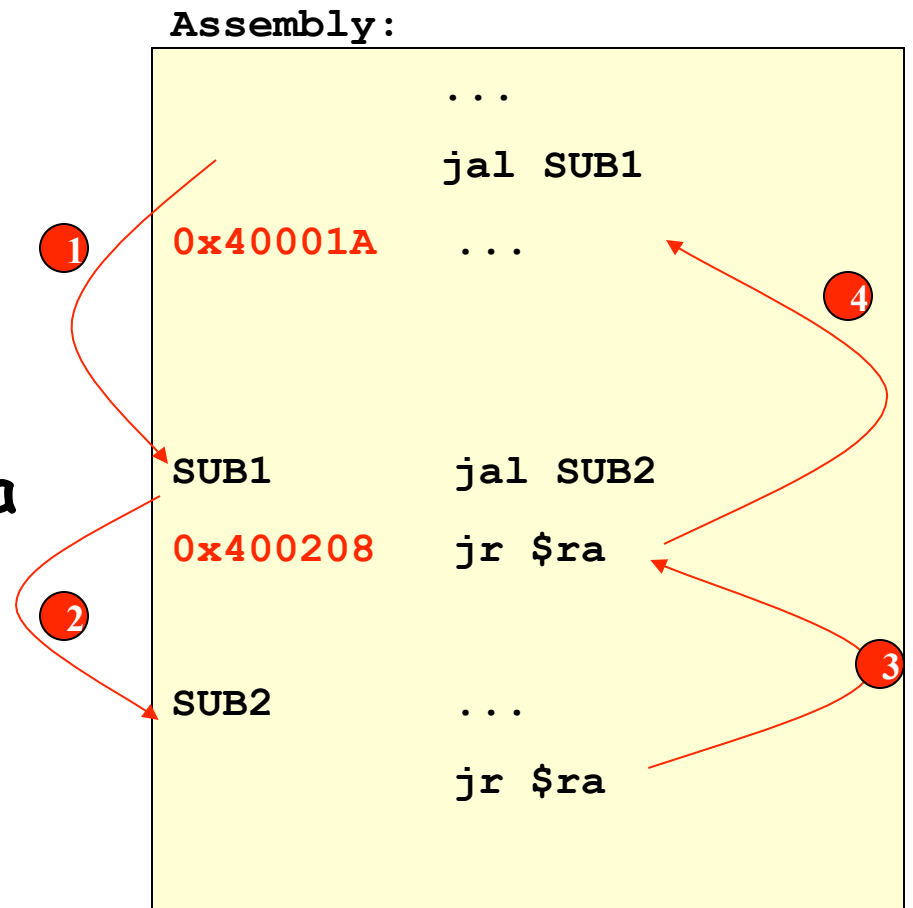 Assembly:
...
jal SUB1
1
0x40001A ...
4
SUB1 jal SUB2
0x400208 jr $ra
2
3
SUB2 ...
jr $ra